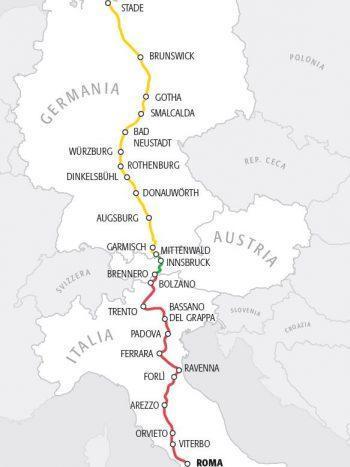 STADE
BRUNSWICK
POLONIA
GERMANIA
GOTHA
SMALCALDA
BAD
NEUSTADT
WÜRZBURG
ROTHENBURG
REP. CECA
DINKELSBÜHL
DONAUWÖRTH
AUGSBURG
AUSTRIA
GARMISCH
MITTENWALD
INNSBRUCK
SVIZZERA
BRENNERO
BOLZANO
TRENTO
BASSANO
DEL GRAPPA
SLOVENIA
CROAZIA
ITALIA
PADOVA
FERRARA
RAVENNA
FORLÌ
AREZZO
ORVIETO
VITERBO
ROMA